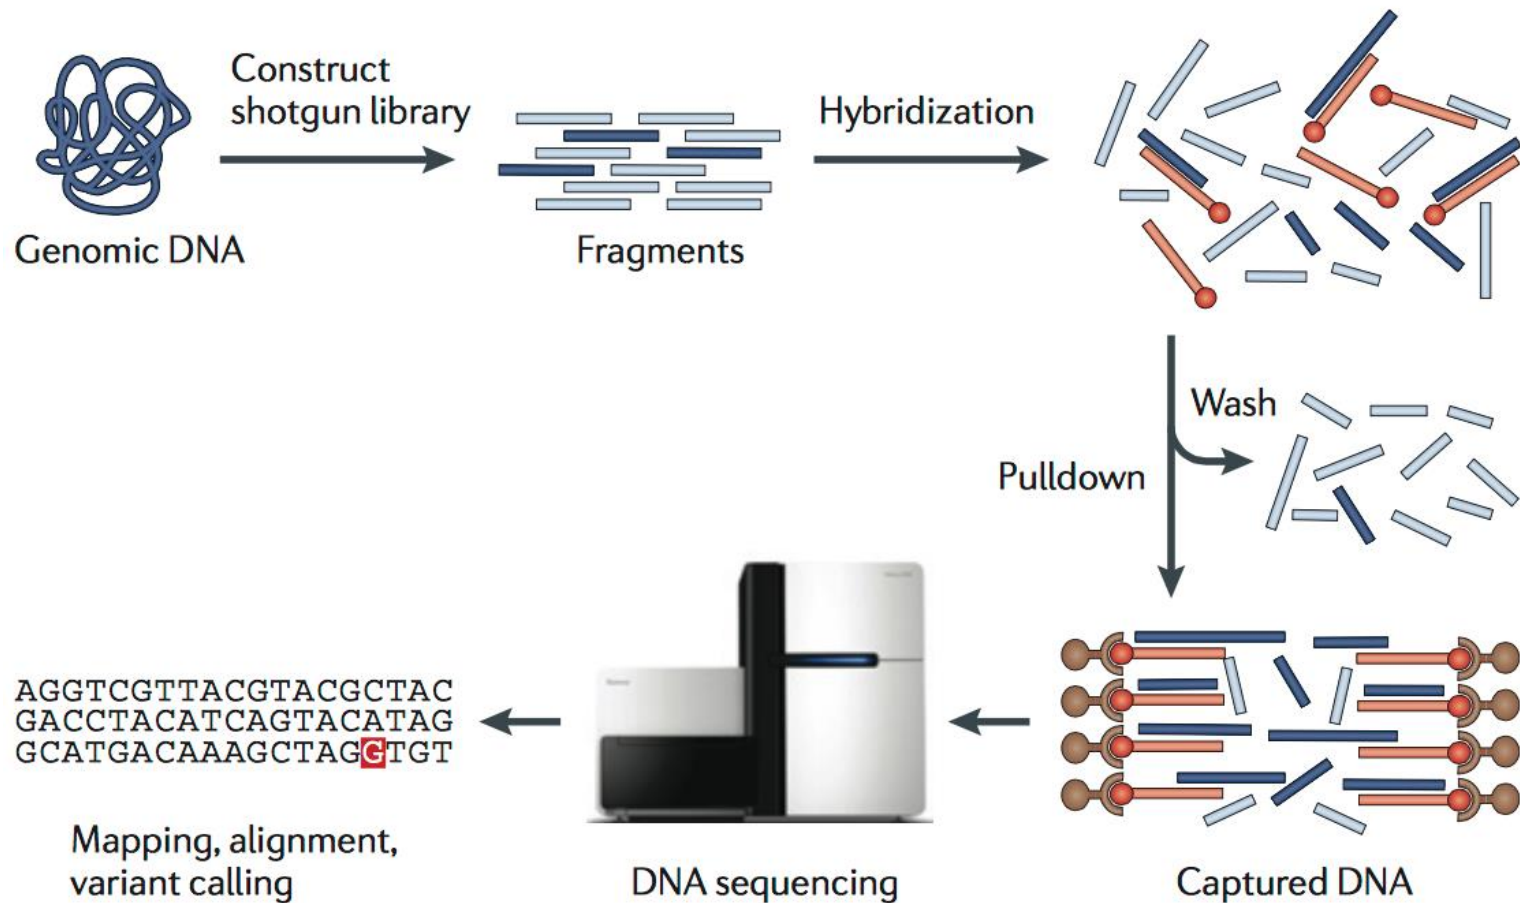 Construct
shotgun library
Hybridization
Genomic DNA
Fragments
Wash
Pulldown
AGGTCGTTACGTACGCTAC
GACCTACATCAGTACATAG
GCATGACAAAGCTAGGTGT
Mapping, alignment,
variant calling
DNA sequencing
Captured DNA